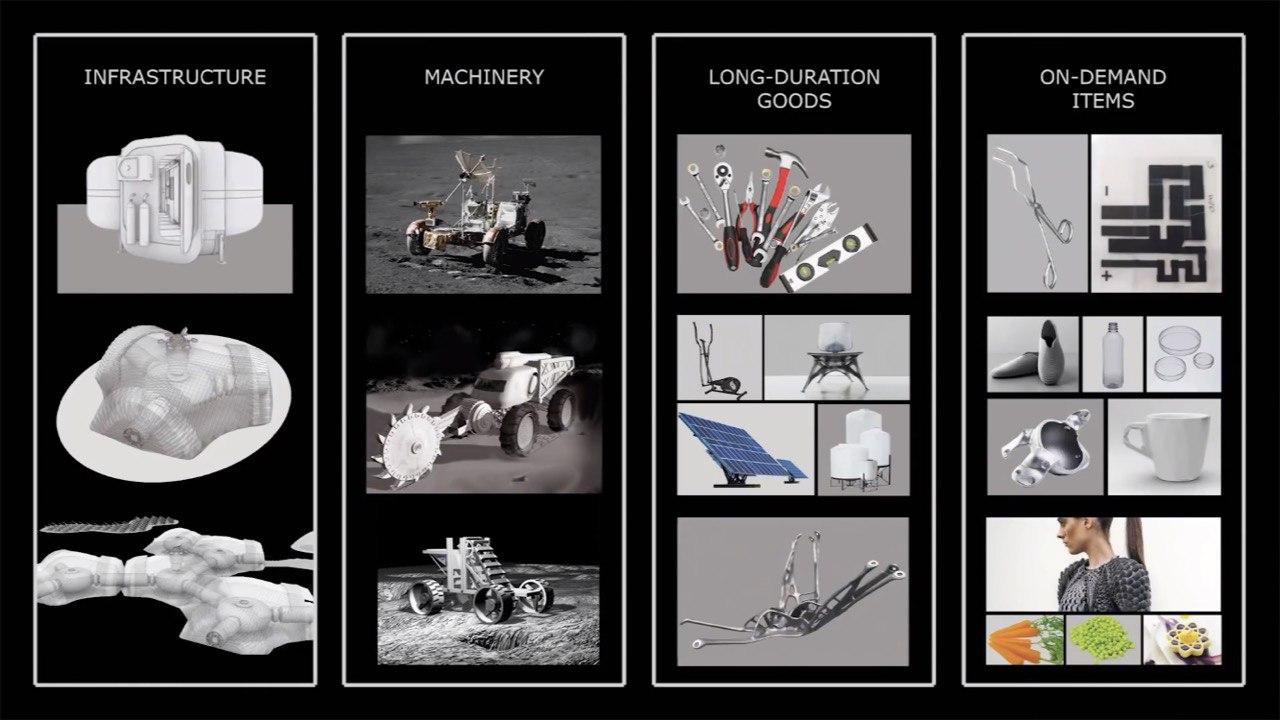 INFRASTRUCTURE
MACHINERY
LONG-DURATION
GOODS
ON-DEMAND
ITEMS